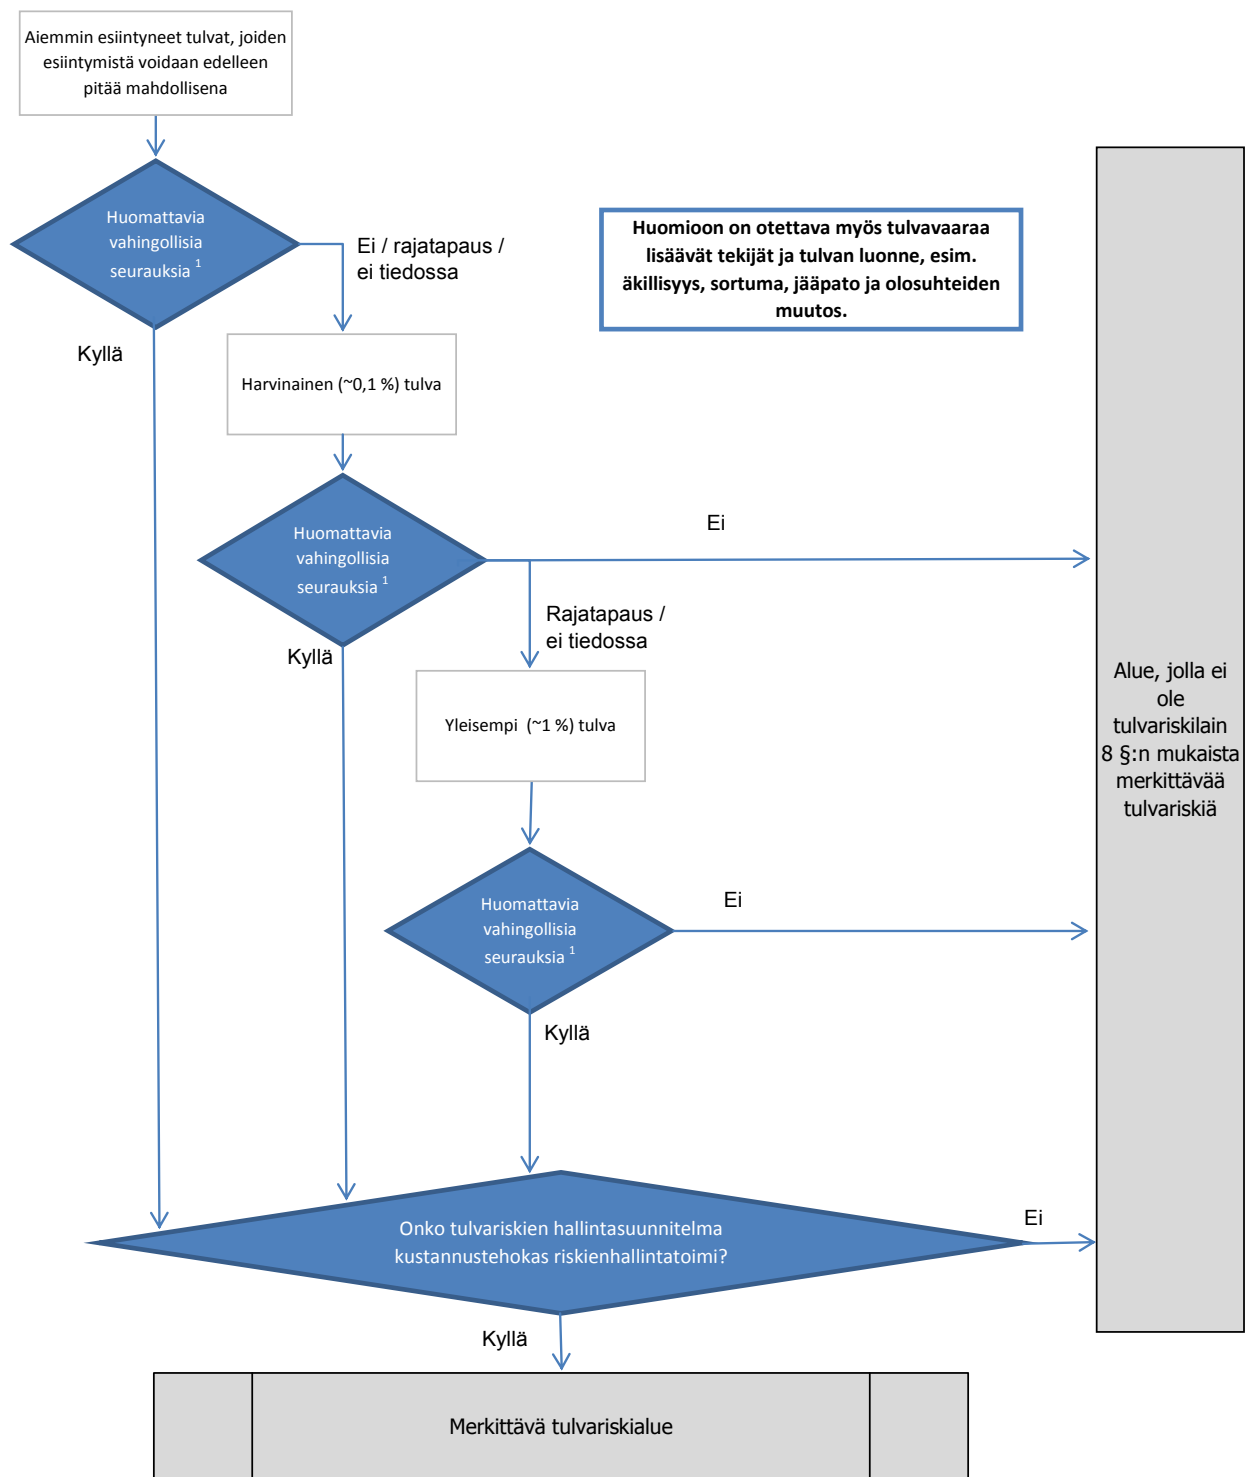 Aiemmin esiintyneet tulvat, joiden
esiintymistä voidaan edelleen
pitää mahdollisena
Huomattavia
vahingollisia
seurauksia 1
Ei / rajatapaus /
ei tiedossa
Huomioon on otettava myös tulvavaaraa
lisäävät tekijät ja tulvan luonne, esim.
äkillisyys, sortuma, jääpato ja olosuhteiden
muutos.
Kyllä
Harvinainen (~0,1 %) tulva
Huomattavia
vahingollisia
seurauksia 1
Ei
Rajatapaus /
ei tiedossa
Kyllä
Yleisempi (~1 %) tulva
Alue, jolla ei
ole
tulvariskilain
8 §:n mukaista
merkittävää
tulvariskiä
Huomattavia
vahingollisia
seurauksia 1
Ei
Kyllä
Onko tulvariskien hallintasuunnitelma
kustannustehokas riskienhallintatoimi?
Ei
Kyllä
Merkittävä tulvariskialue